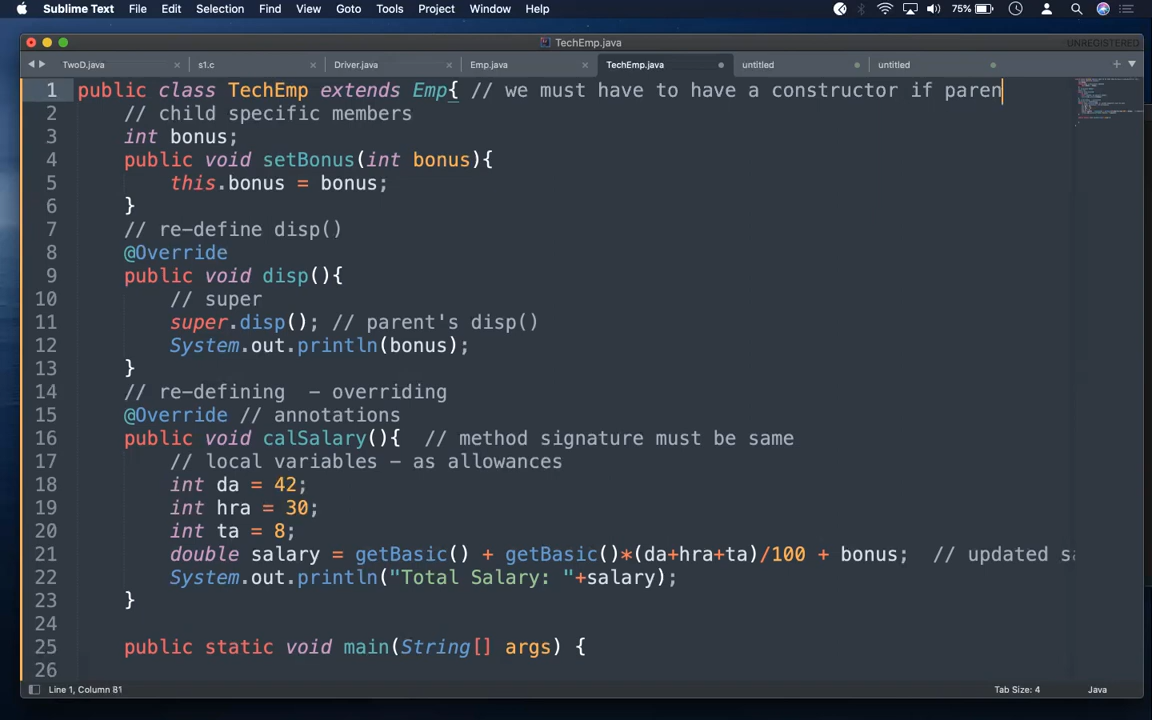 Sublime Text File Edit Selection Find View Goto Tools Project Window Help 75%
TechEmp.java UNREGISTERED
TwoD.java s1.c Driver.java Emp.java TechEmp.java untitled untitled
1 public class TechEmp extends Emp{ // we must have to have a constructor if paren
2 // child specific members
3 int bonus;
4 public void setBonus(int bonus){
5 this.bonus = bonus;
6 }
7 // re-define disp()
8 @Override
9 public void disp(){
10 // super
11 super.disp(); // parent's disp()
12 System.out.println(bonus);
13 }
14 // re-defining - overriding
15 @Override // annotations
16 public void calSalary(){ // method signature must be same
17 // local variables - as allowances
18 int da = 42;
19 int hra = 30;
20 int ta = 8;
21 double salary = getBasic() + getBasic()*(da+hra+ta)/100 + bonus; // updated sa
22 System.out.println("Total Salary: "+salary);
23 }
24
25 public static void main(String[] args) {
26
Line 1, Column 81 Tab Size: 4 Java